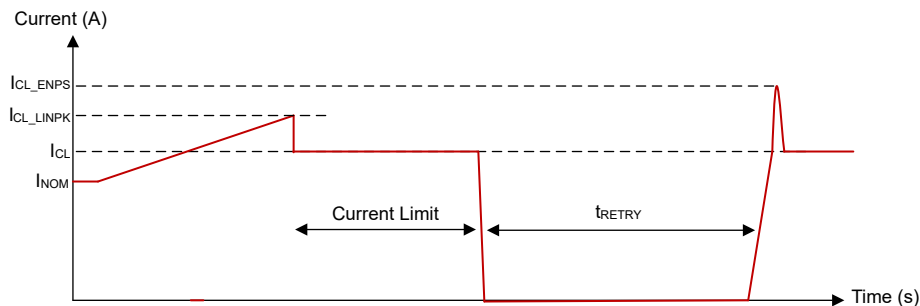 Current (A)
ICL_ENPS
ICL_LINPK
ICL
INOM
Current Limit
tRETRY
Time (s)